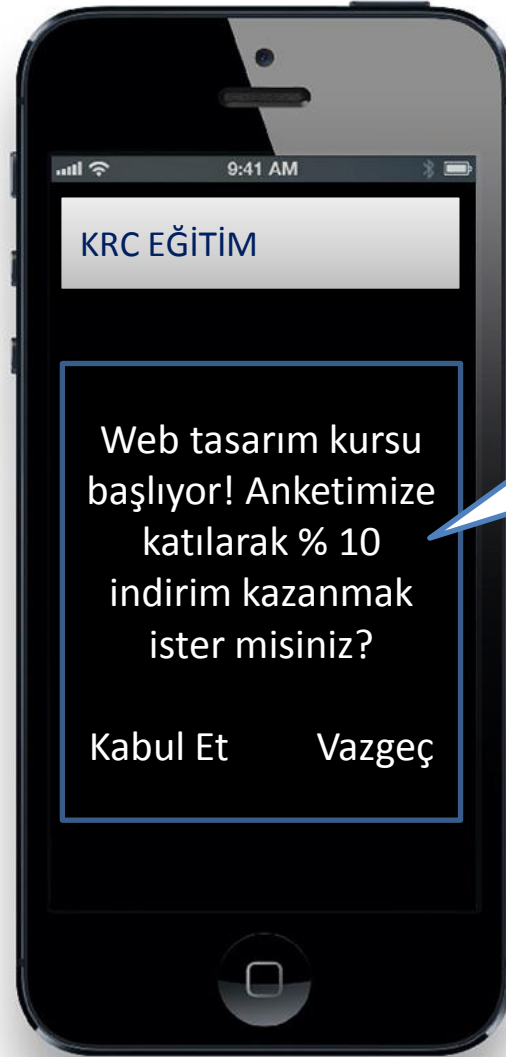 9:41 AM
KRC EĞİTİM
Web tasarım kursu
başlıyor! Anketimize
katılarak % 10
indirim kazanmak
ister misiniz?
Kabul Et Vazgeç